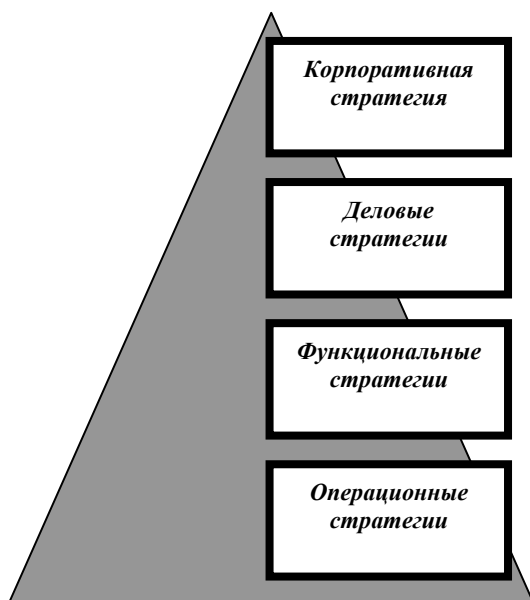 Корпоративная
стратегия
Деловые
стратегии
Функциональные
стратегии
Операционные
стратегии